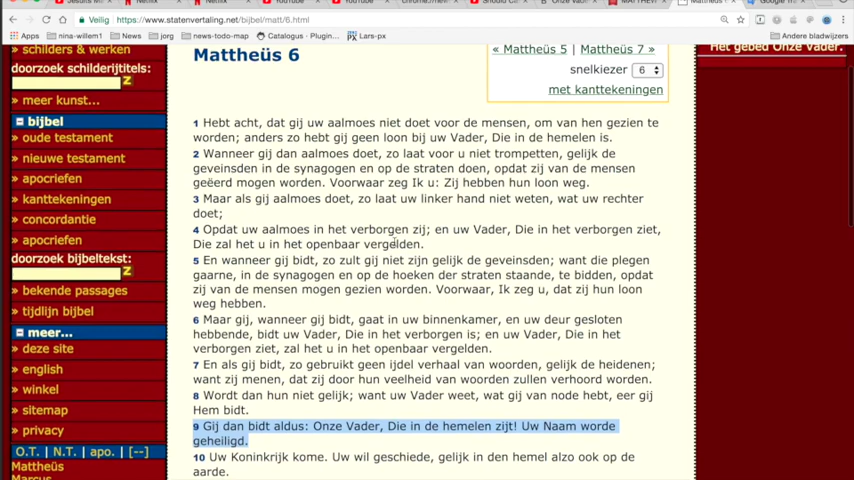 Netflix
YouTube
YouTube
Netflix
Veilig https://www.statenvertaling.net/bijbel/matt/6.html
Apps nina-willem1 jorg news-todo-map Catalogus - Plugin... PX Lars-px Andere bladwijzers
» schilders & werken
doorzoek schilderijtitels:
Z
» meer kunst...
bijbel
» oude testament
» nieuwe testament
» apocriefen
» kanttekeningen
» concordantie
» apocriefen
doorzoek bijbeltekst:
Z
» bekende passages
» tijdlijn bijbel
meer...
» deze site
» english
» winkel
» sitemap
» privacy
O.T. | N.T. | apo. | [--]
Mattheüs
Marcus
Mattheüs 6
« Mattheüs 5 | Mattheüs 7 »
snelkiezer 6
met kanttekeningen
1 Hebt acht, dat gij uw aalmoes niet doet voor de mensen, om van hen gezien te
worden; anders zo hebt gij geen loon bij uw Vader, Die in de hemelen is.
2 Wanneer gij dan aalmoes doet, zo laat voor u niet trompetten, gelijk de
geveinsden in de synagogen en op de straten doen, opdat zij van de mensen
geëerd mogen worden. Voorwaar zeg Ik u: Zij hebben hun loon weg.
3 Maar als gij aalmoes doet, zo laat uw linker hand niet weten, wat uw rechter
doet;
4 Opdat uw aalmoes in het verborgen zij; en uw Vader, Die in het verborgen ziet,
Die zal het u in het openbaar vergelden.
5 En wanneer gij bidt, zo zult gij niet zijn gelijk de geveinsden; want die plegen
gaarne, in de synagogen en op de hoeken der straten staande, te bidden, opdat
zij van de mensen mogen gezien worden. Voorwaar, Ik zeg u, dat zij hun loon
weg hebben.
6 Maar gij, wanneer gij bidt, gaat in uw binnenkamer, en uw deur gesloten
hebbende, bidt uw Vader, Die in het verborgen is; en uw Vader, Die in het
verborgen ziet, zal het u in het openbaar vergelden.
7 En als gij bidt, zo gebruikt geen ijdel verhaal van woorden, gelijk de heidenen;
want zij menen, dat zij door hun veelheid van woorden zullen verhoord worden.
8 Wordt dan hun niet gelijk; want uw Vader weet, wat gij van node hebt, eer gij
Hem bidt.
9 Gij dan bidt aldus: Onze Vader, Die in de hemelen zijt! Uw Naam worde
geheiligd.
10 Uw Koninkrijk kome. Uw wil geschiede, gelijk in den hemel alzo ook op de
aarde.
Het gebed Onze Vader.